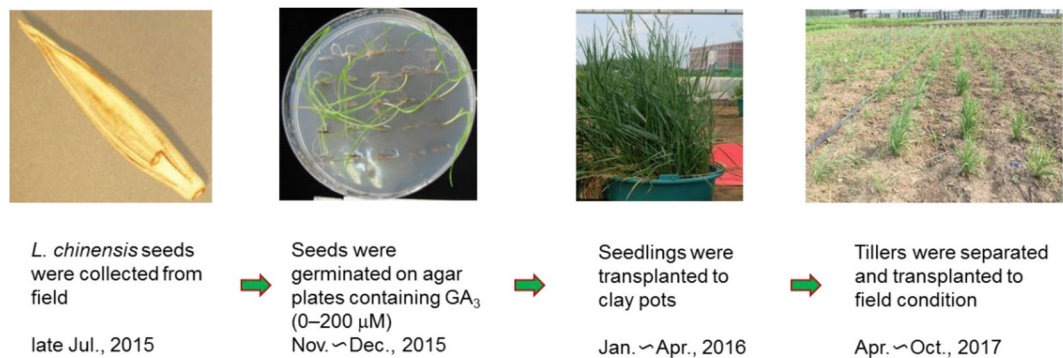 L. chinensis seeds
were collected from
field
late Jul., 2015
Seeds were
germinated on agar
plates containing GA₃
(0–200 μM)
Nov.∼Dec., 2015
Seedlings were
transplanted to
clay pots
Jan.∼Apr., 2016
Tillers were separated
and transplanted to
field condition
Apr.∼Oct., 2017